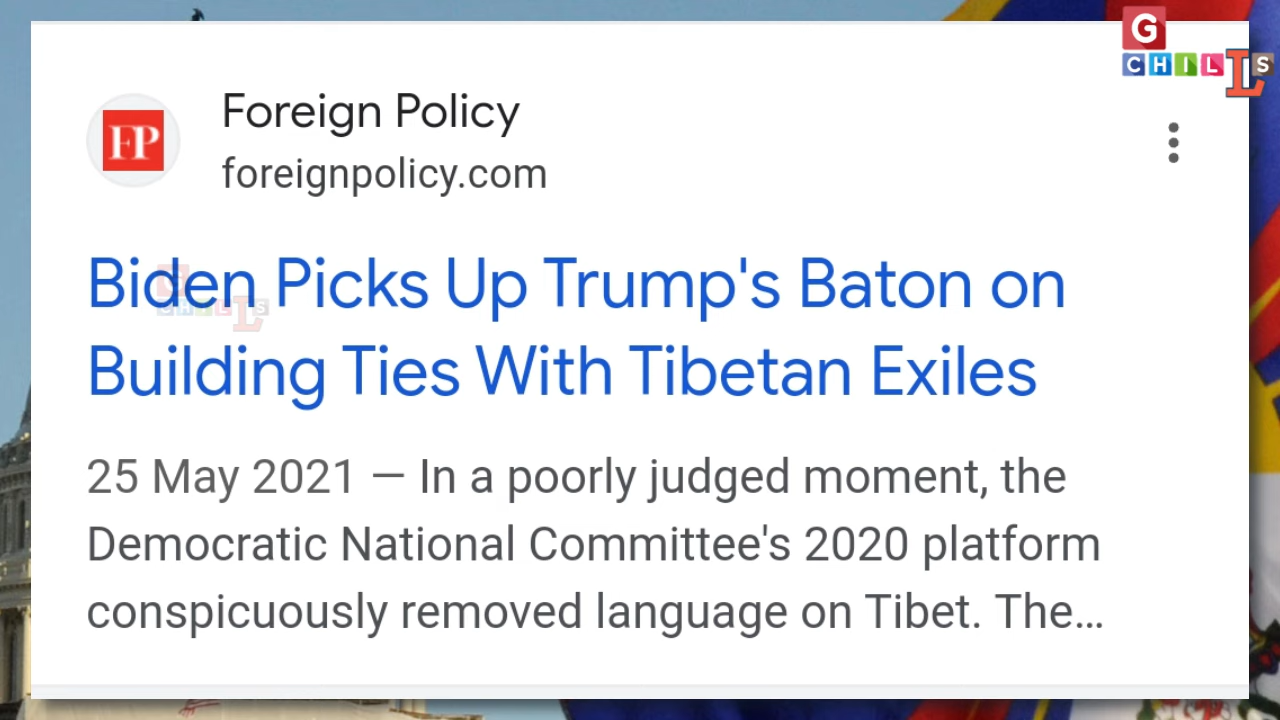 G
CHILLS
FP
Foreign Policy
foreignpolicy.com
Biden Picks Up Trump's Baton on
Building Ties With Tibetan Exiles
G
CHILLS
25 May 2021 — In a poorly judged moment, the
Democratic National Committee's 2020 platform
conspicuously removed language on Tibet. The...